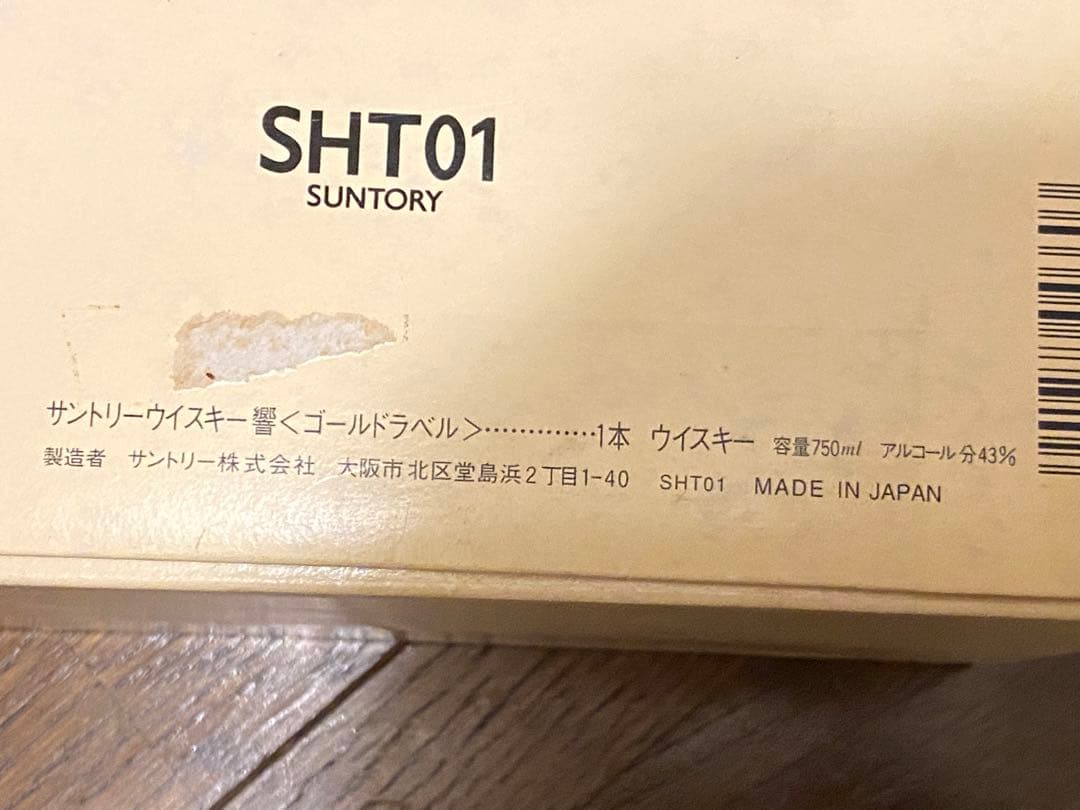 SHT01
SUNTORY
サントリーウイスキー響＜ゴールドラベル＞…………1本 ウイスキー 容量750ml アルコール分43%
製造者 サントリー株式会社 大阪市北区堂島浜2丁目1-40 SHT01 MADE IN JAPAN